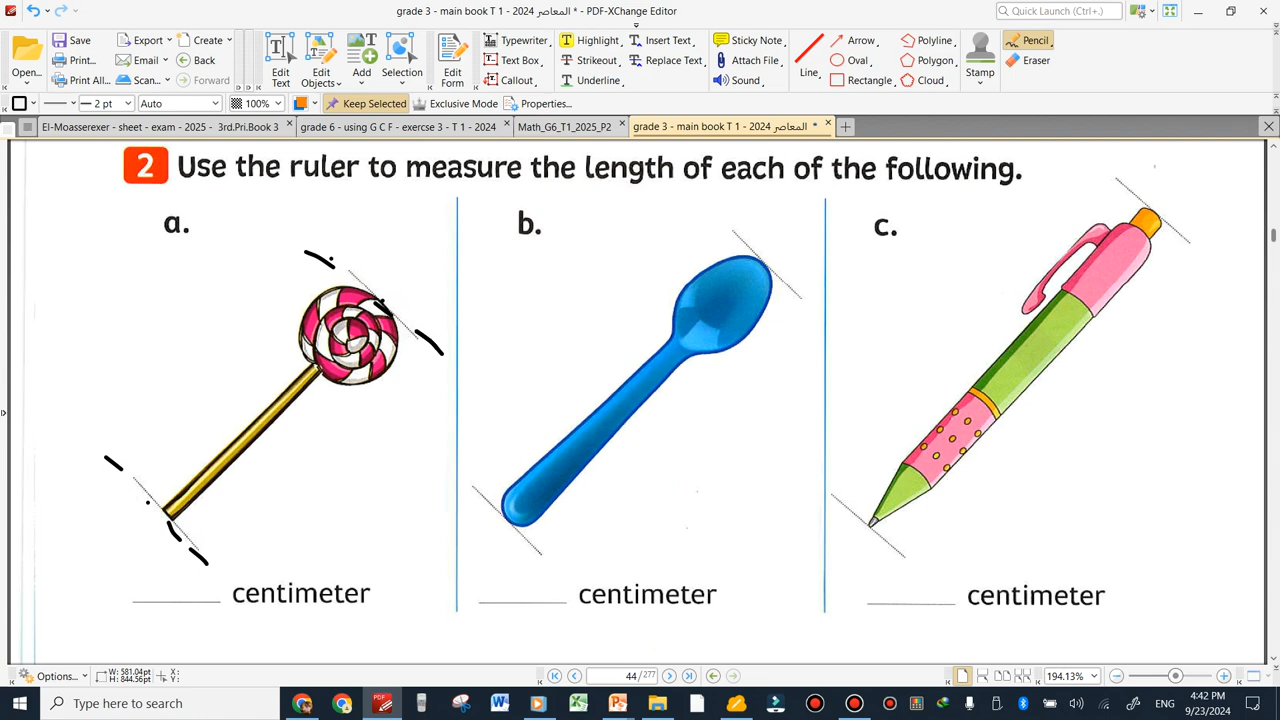 grade 3 - main book T 1 - 2024 المعاصر * - PDF-XChange Editor
Quick Launch (Ctrl+.)
Open...
Save
Print...
Print All...
Export
Email
Scan...
Create
Back
Forward
Edit Text
Edit Objects
Add
Selection
Edit Form
Typewriter
Text Box
Callout
Highlight
Strikeout
Underline
Insert Text
Replace Text
Sticky Note
Attach File
Sound
Line
Arrow
Oval
Rectangle
Polyline
Polygon
Cloud
Stamp
Pencil
Eraser
2 pt
Auto
100%
Keep Selected
Exclusive Mode
Properties...
El-Moasserexer - sheet - exam - 2025 - 3rd.Pri.Book 3
grade 6 - using G C F - exercse 3 - T 1 - 2024
Math_G6_T1_2025_P2
grade 3 - main book T 1 - 2024 المعاصر *
2 Use the ruler to measure the length of each of the following.
a.
b.
c.
_______ centimeter
_______ centimeter
_______ centimeter
Options...
W: 581.04pt
H: 844.56pt
X:
Y:
44 / 277
194.13%
Type here to search
ENG
4:42 PM
9/23/2024